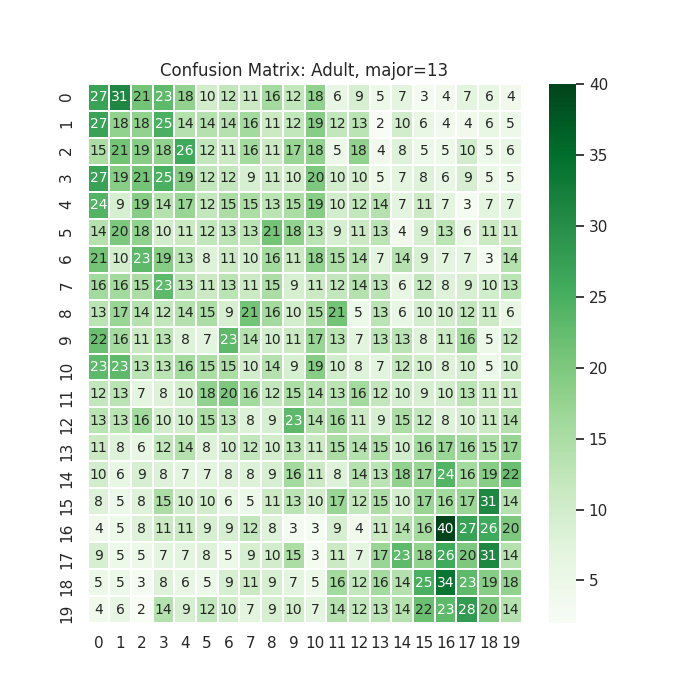 Confusion Matrix: Adult, major=13
0 27 31 21 23 18 10 12 11 16 12 18 6 9 5 7 3 4 7 6 4
1 27 18 18 25 14 14 14 16 11 12 19 12 13 2 10 6 4 4 6 5
2 15 21 19 18 26 12 11 16 11 17 18 5 18 4 8 5 5 10 5 6
3 27 19 21 25 19 12 12 9 11 10 20 10 10 5 7 8 6 9 5 5
4 24 9 19 14 17 12 15 15 13 15 19 10 12 14 7 11 7 3 7 7
5 14 20 18 10 11 12 13 13 21 18 13 9 11 13 4 9 13 6 11 11
6 21 10 23 19 13 8 11 10 16 11 18 15 14 7 14 9 7 7 3 14
7 16 16 15 23 13 11 13 11 15 9 11 12 14 13 6 12 8 9 10 13
8 13 17 14 12 14 15 9 21 16 10 15 21 5 13 6 10 10 12 11 6
9 22 16 11 13 8 7 23 14 10 11 17 13 7 13 13 8 11 16 5 12
10 23 23 13 13 16 15 15 10 14 9 19 10 8 7 12 10 8 10 5 10
11 12 13 7 8 10 18 20 16 12 15 14 13 16 12 10 9 10 13 11 11
12 13 13 16 10 10 15 13 8 9 23 14 16 11 9 15 12 8 10 11 14
13 11 8 6 12 14 8 10 12 10 13 11 15 14 15 10 16 17 16 15 17
14 10 6 9 8 7 7 8 8 9 16 11 8 14 13 18 17 24 16 19 22
15 8 5 8 15 10 10 6 5 11 13 10 17 12 15 10 17 16 17 31 14
16 4 5 8 11 11 9 9 12 8 3 3 9 4 11 14 16 40 27 26 20
17 9 5 5 7 7 8 5 9 10 15 3 11 7 17 23 18 26 20 31 14
18 5 5 3 8 6 5 9 11 9 7 5 16 12 16 14 25 34 23 19 18
19 4 6 2 14 9 12 10 7 9 10 7 14 12 13 14 22 23 28 20 14
0 1 2 3 4 5 6 7 8 9 10 11 12 13 14 15 16 17 18 19
40
35
30
25
20
15
10
5